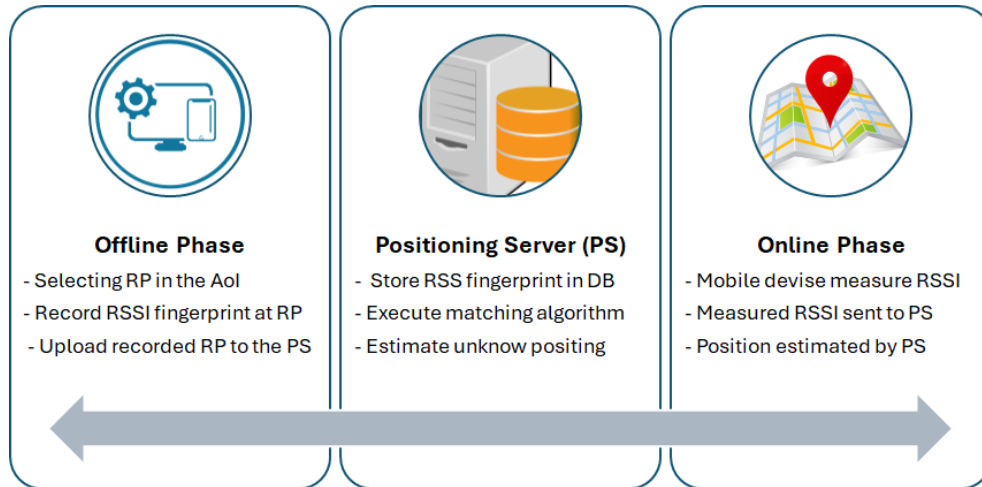 Offline Phase
- Selecting RP in the AoI
- Record RSSI fingerprint at RP
- Upload recorded RP to the PS
Positioning Server (PS)
- Store RSS fingerprint in DB
- Execute matching algorithm
- Estimate unknow positing
Online Phase
- Mobile devise measure RSSI
- Measured RSSI sent to PS
- Position estimated by PS